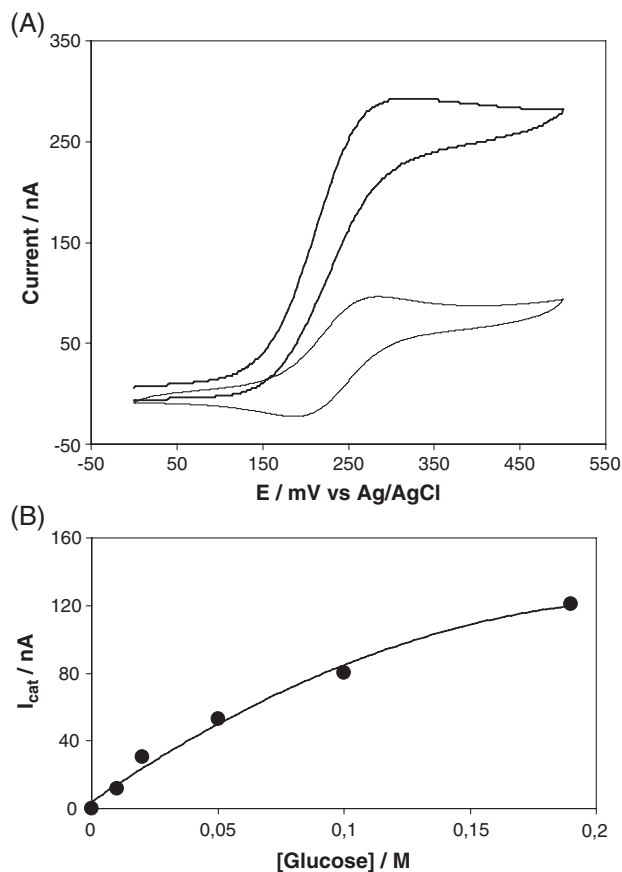 (A)
350
250
150
50
-50
Current / nA
-50 50 150 250 350 450 550
E / mV vs Ag/AgCl
(B)
160
120
80
40
0
I_cat / nA
0 0,05 0,1 0,15 0,2
[Glucose] / M